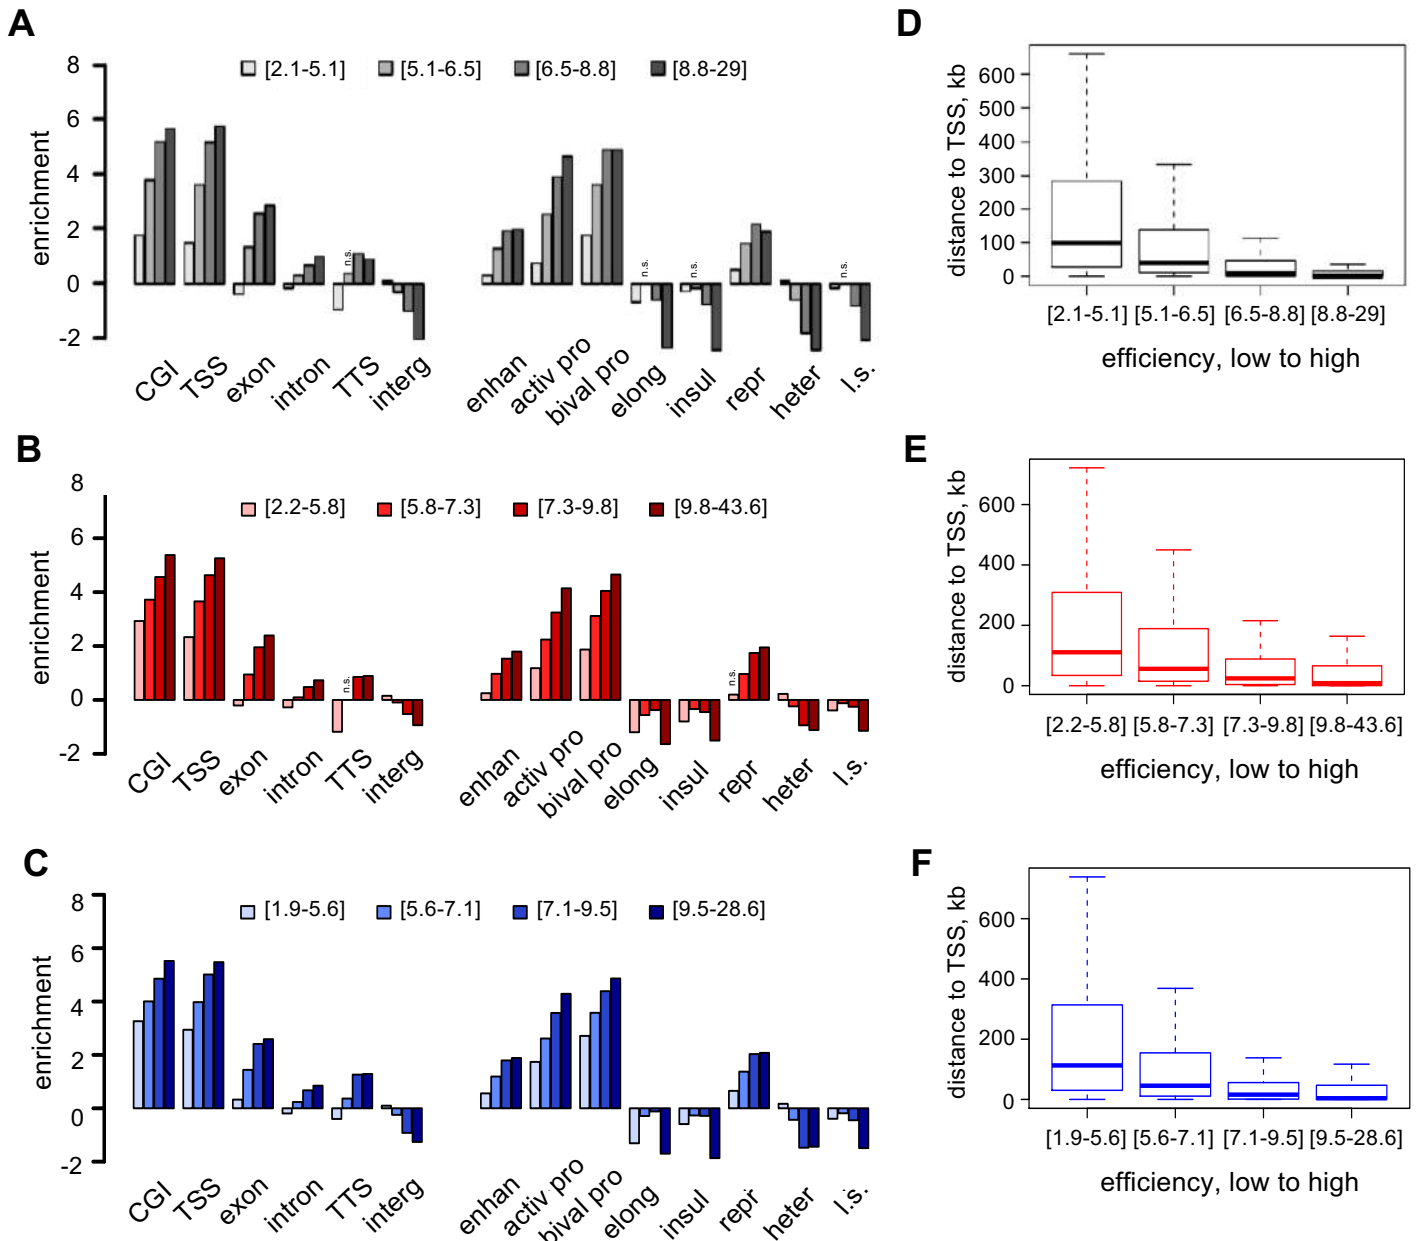 A
8
6
4
2
0
-2
enrichment
[2.1-5.1] [5.1-6.5] [6.5-8.8] [8.8-29]
n.s. n.s. n.s. n.s.
CGI TSS exon intron TTS interg enhan activ pro bival pro elong insul repr heter l.s.
D
distance to TSS, kb
600
500
400
300
200
100
0
[2.1-5.1] [5.1-6.5] [6.5-8.8] [8.8-29]
efficiency, low to high
B
8
6
4
2
0
-2
enrichment
[2.2-5.8] [5.8-7.3] [7.3-9.8] [9.8-43.6]
n.s. n.s.
CGI TSS exon intron TTS interg enhan activ pro bival pro elong insul repr heter l.s.
E
distance to TSS, kb
600
400
200
0
[2.2-5.8] [5.8-7.3] [7.3-9.8] [9.8-43.6]
efficiency, low to high
C
8
6
4
2
0
-2
enrichment
[1.9-5.6] [5.6-7.1] [7.1-9.5] [9.5-28.6]
CGI TSS exon intron TTS interg enhan activ pro bival pro elong insul repr heter l.s.
F
distance to TSS, kb
600
400
200
0
[1.9-5.6] [5.6-7.1] [7.1-9.5] [9.5-28.6]
efficiency, low to high